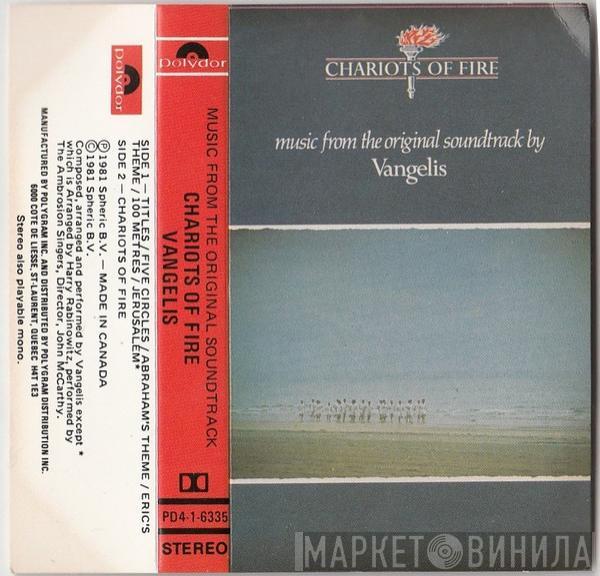 CHARIOTS OF FIRE
music from the original soundtrack by
Vangelis
Polydor
MUSIC FROM THE ORIGINAL SOUNDTRACK
CHARIOTS OF FIRE
VANGELIS
PD4-1-6335
STEREO
Polydor
SIDE 1 – TITLES / FIVE CIRCLES / ABRAHAM'S THEME / ERIC'S
THEME / 100 METRES / JERUSALEM*
SIDE 2 – CHARIOTS OF FIRE
Ⓟ 1981 Spheric B.V. – MADE IN CANADA
© 1981 Spheric B.V.
Composed, arranged and performed by Vangelis except *
which is Arranged by Harry Rabinowitz, performed by
The Ambrosion Singers, Director, John McCarthy.
MANUFACTURED BY POLYGRAM INC. AND DISTRIBUTED BY POLYGRAM DISTRIBUTION INC.
6000 COTE DE LIESSE, ST-LAURENT, QUEBEC H4T 1E3
Stereo also playable mono.
МАРКЕТ ВИНИЛА